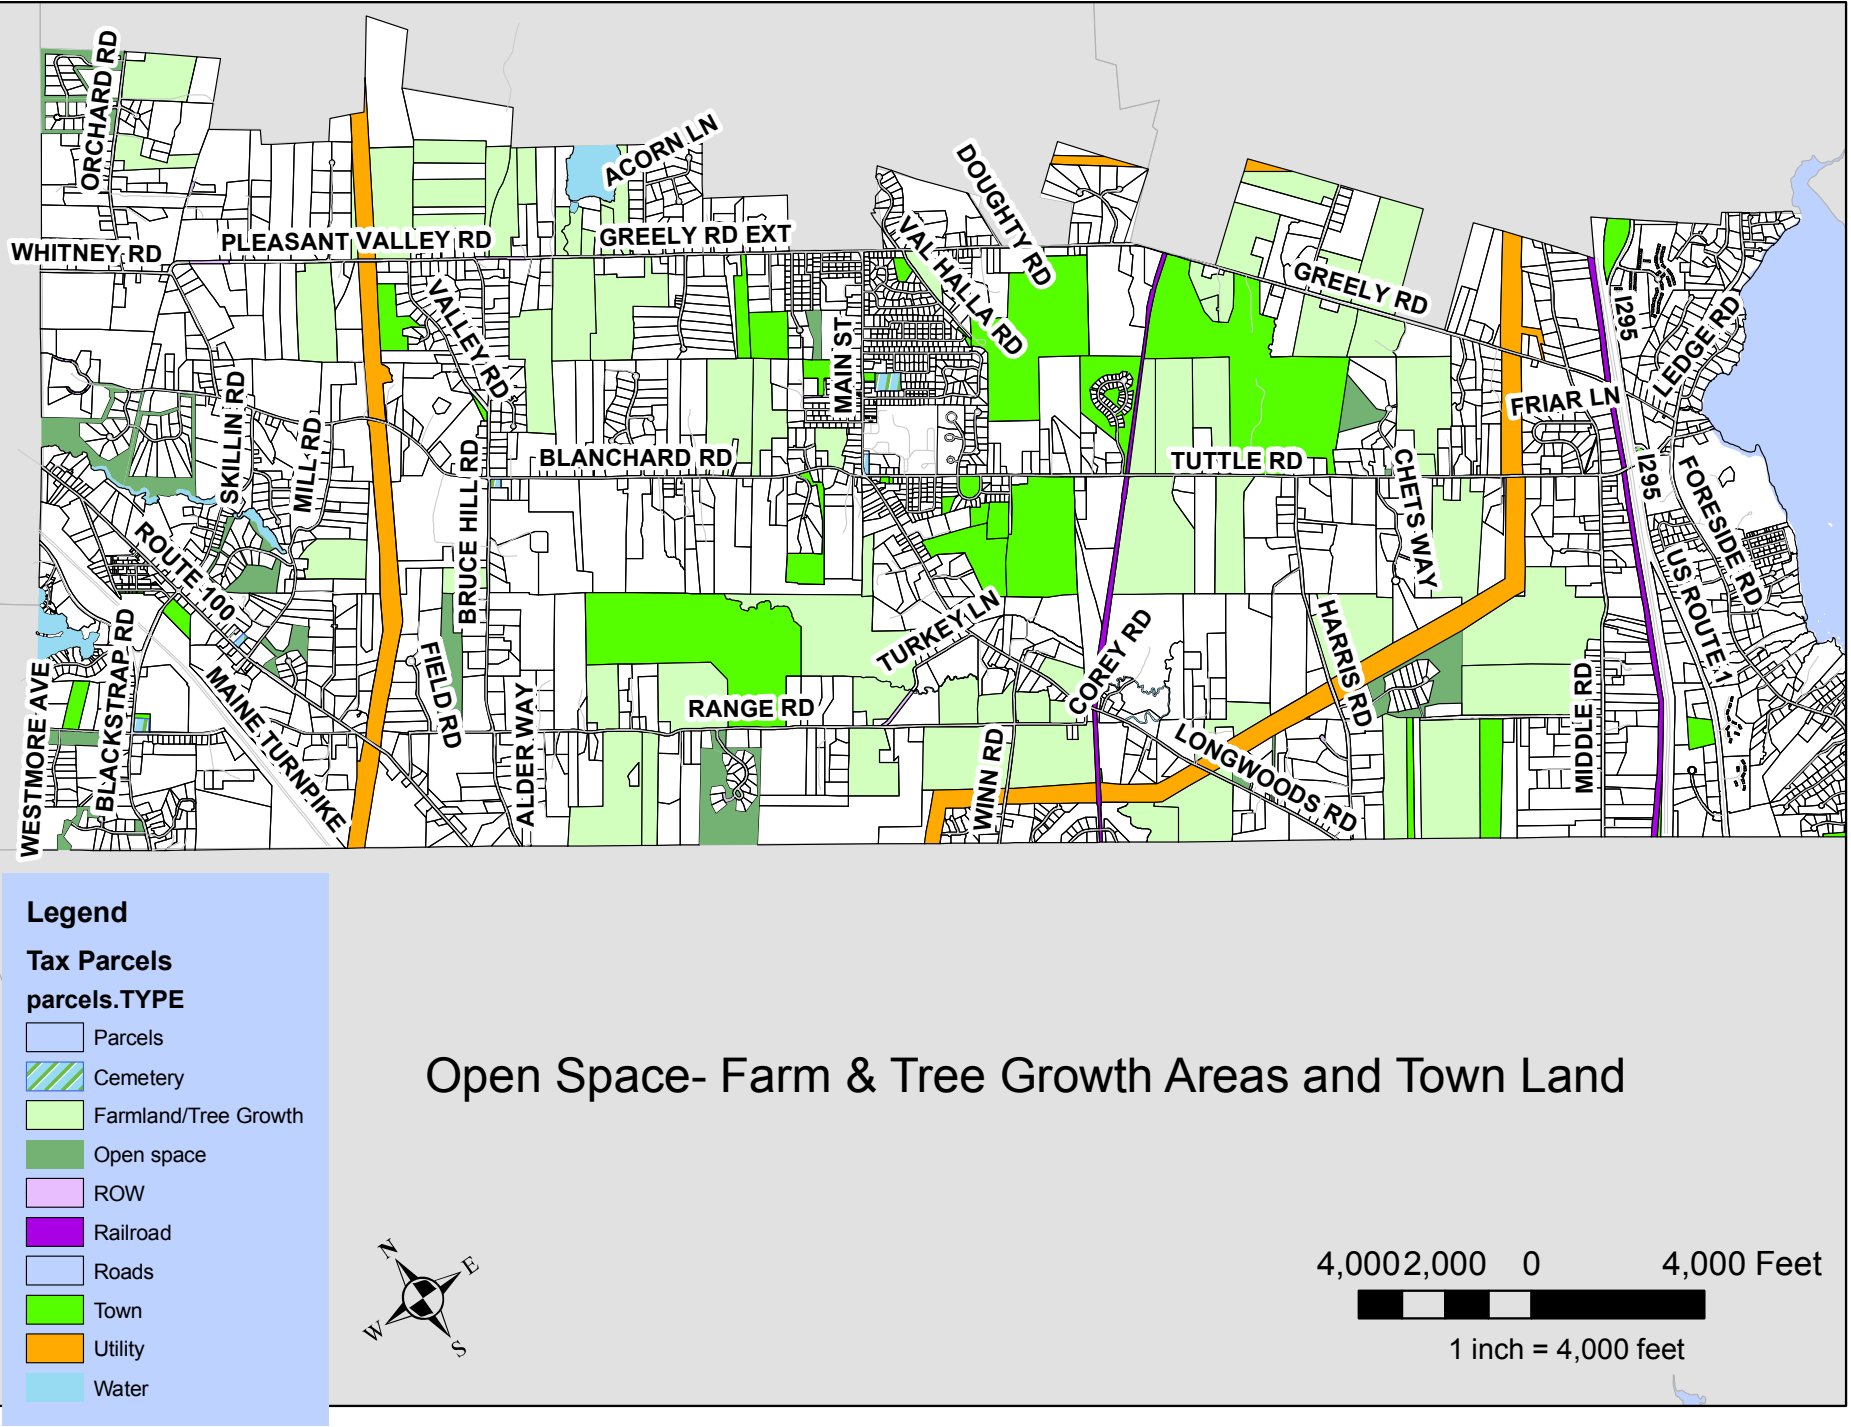 ORCHARD RD
ACORN LN
DOUGHTY RD
WHITNEY RD
PLEASANT VALLEY RD
GREELY RD EXT
VAL HALLA RD
GREELY RD
VALLEY RD
MAIN ST
I295
LEDGE RD
SKILLIN RD
MILL RD
FRIAR LN
BRUCE HILL RD
BLANCHARD RD
TUTTLE RD
CHETS WAY
I295
FORESIDE RD
ROUTE 100
US ROUTE 1
BLACKSTRAP RD
FIELD RD
TURKEY LN
COREY RD
HARRIS RD
WESTMORE AVE
MAINE TURNPIKE
ALDER WAY
RANGE RD
WINN RD
LONGWOODS RD
MIDDLE RD
Legend
Tax Parcels
parcels.TYPE
Parcels
Cemetery
Farmland/Tree Growth
Open space
ROW
Railroad
Roads
Town
Utility
Water
Open Space- Farm & Tree Growth Areas and Town Land
N
E
W
S
4,000 2,000 0 4,000 Feet
1 inch = 4,000 feet